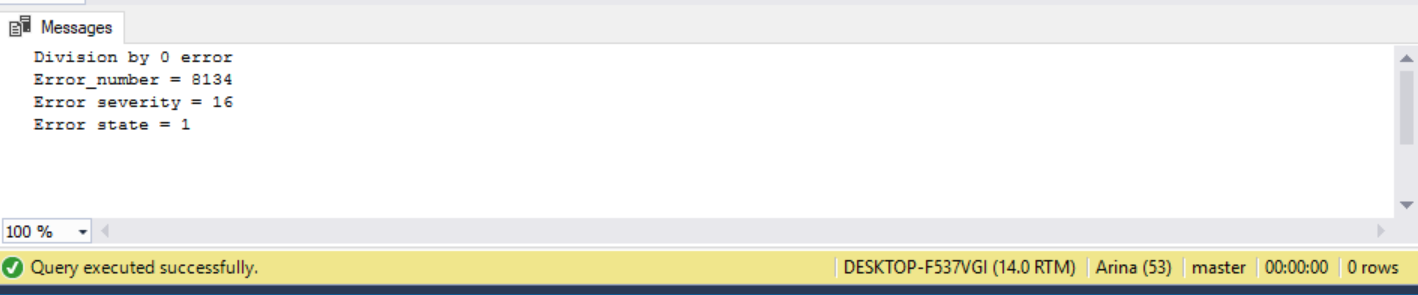 Messages
Division by 0 error
Error_number = 8134
Error severity = 16
Error state = 1
100 %
Query executed successfully. DESKTOP-F537VGI (14.0 RTM) Arina (53) master 00:00:00 0 rows